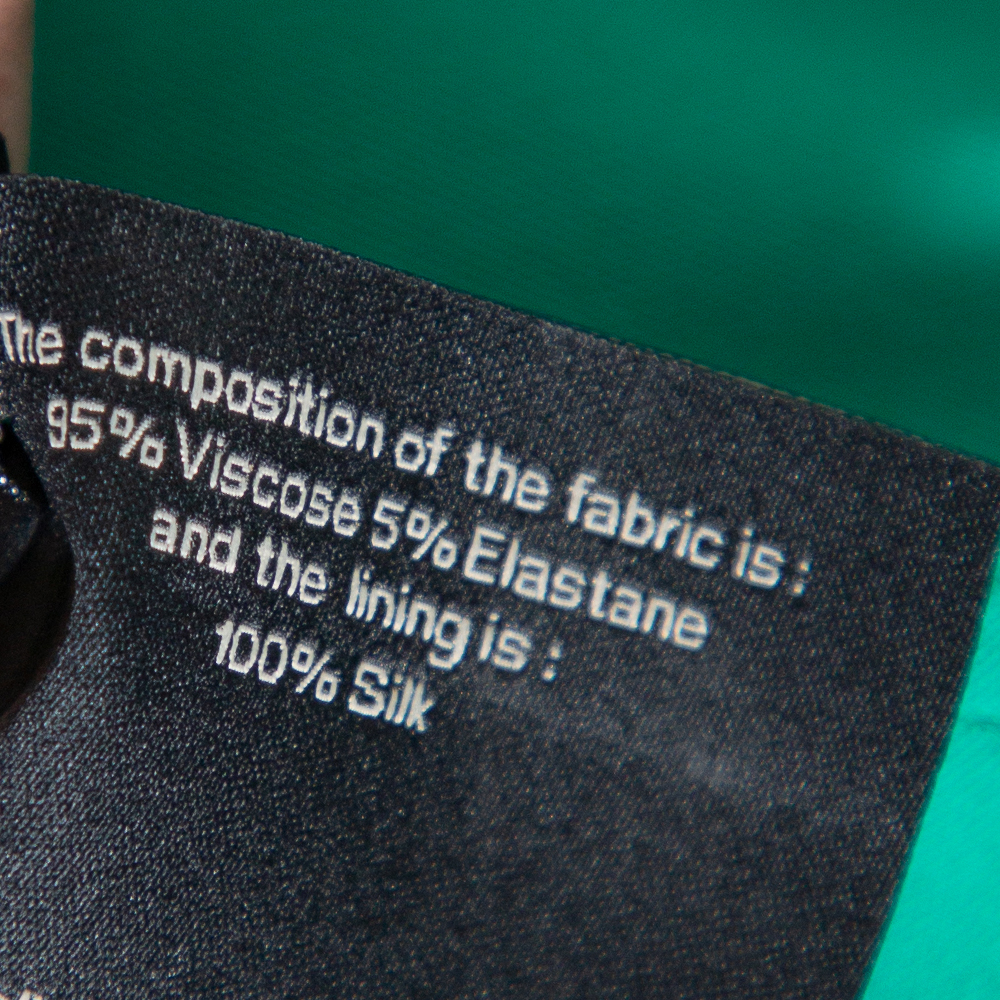 The composition of the fabric is :
95% Viscose 5% Elastane
and the lining is :
100% Silk